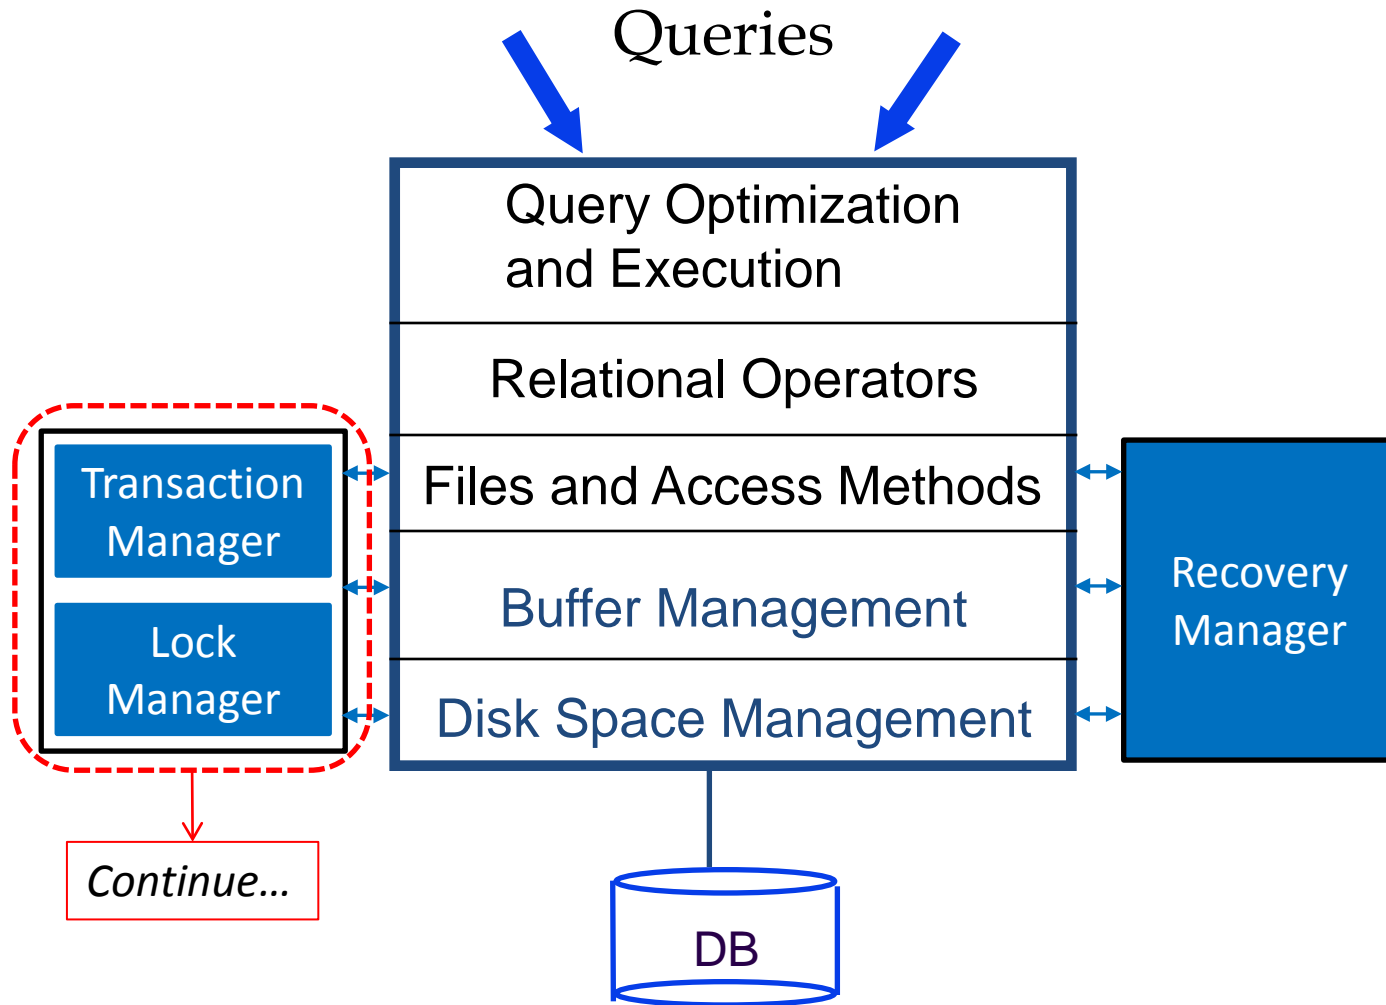 Queries
Query Optimization
and Execution
Relational Operators
Files and Access Methods
Buffer Management
Disk Space Management
Transaction
Manager
Lock
Manager
Recovery
Manager
Continue...
DB